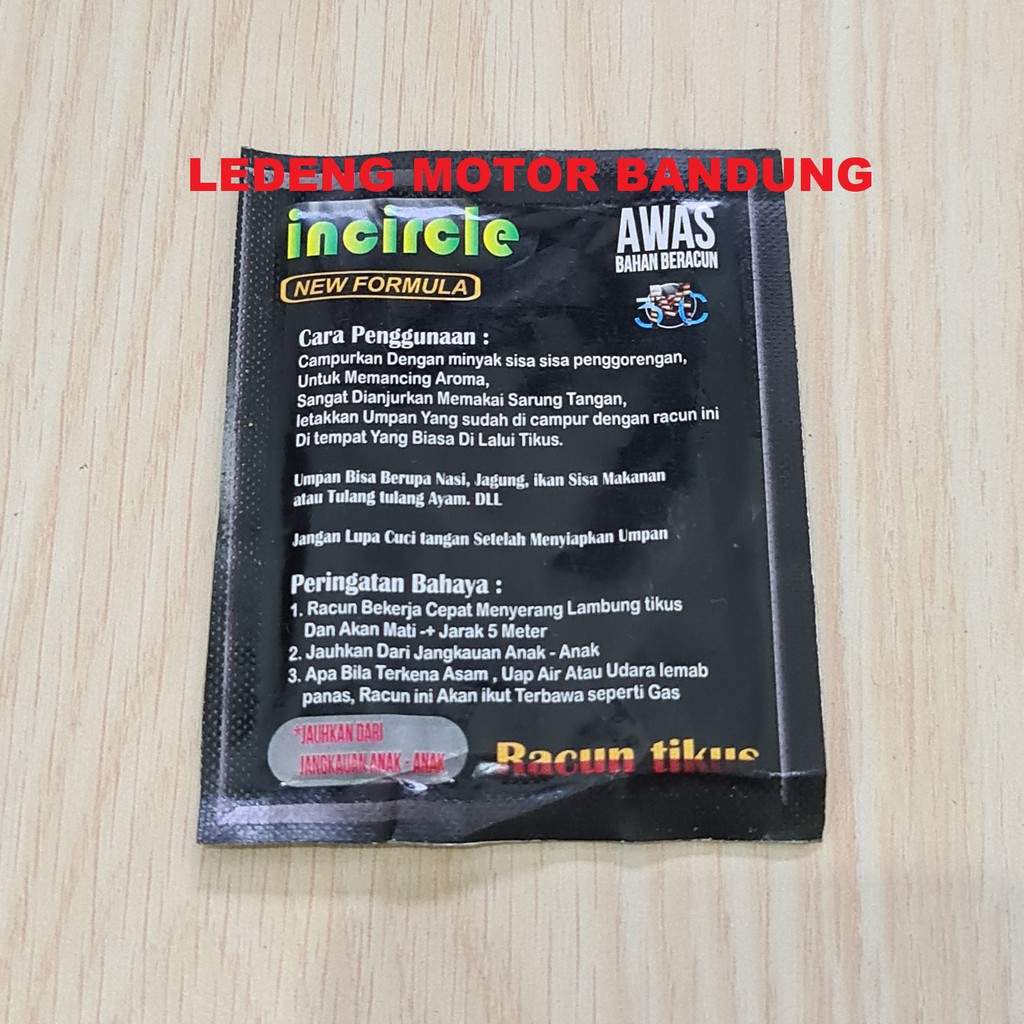 LEDENG MOTOR BANDUNG
incircle
AWAS
BAHAN BERACUN
NEW FORMULA
Cara Penggunaan :
Campurkan Dengan minyak sisa sisa penggorengan,
Untuk Memancing Aroma,
Sangat Dianjurkan Memakai Sarung Tangan,
letakkan Umpan Yang sudah di campur dengan racun ini
Di tempat Yang Biasa Di Lalui Tikus.
Umpan Bisa Berupa Nasi, Jagung, ikan Sisa Makanan
atau Tulang tulang Ayam. DLL
Jangan Lupa Cuci tangan Setelah Menyiapkan Umpan
Peringatan Bahaya :
1. Racun Bekerja Cepat Menyerang Lambung tikus
Dan Akan Mati -+ Jarak 5 Meter
2. Jauhkan Dari Jangkauan Anak - Anak
3. Apa Bila Terkena Asam , Uap Air Atau Udara lemab
panas, Racun ini Akan ikut Terbawa seperti Gas
*JAUHKAN DARI
JANGKAUAN ANAK - ANAK
Racun tikus